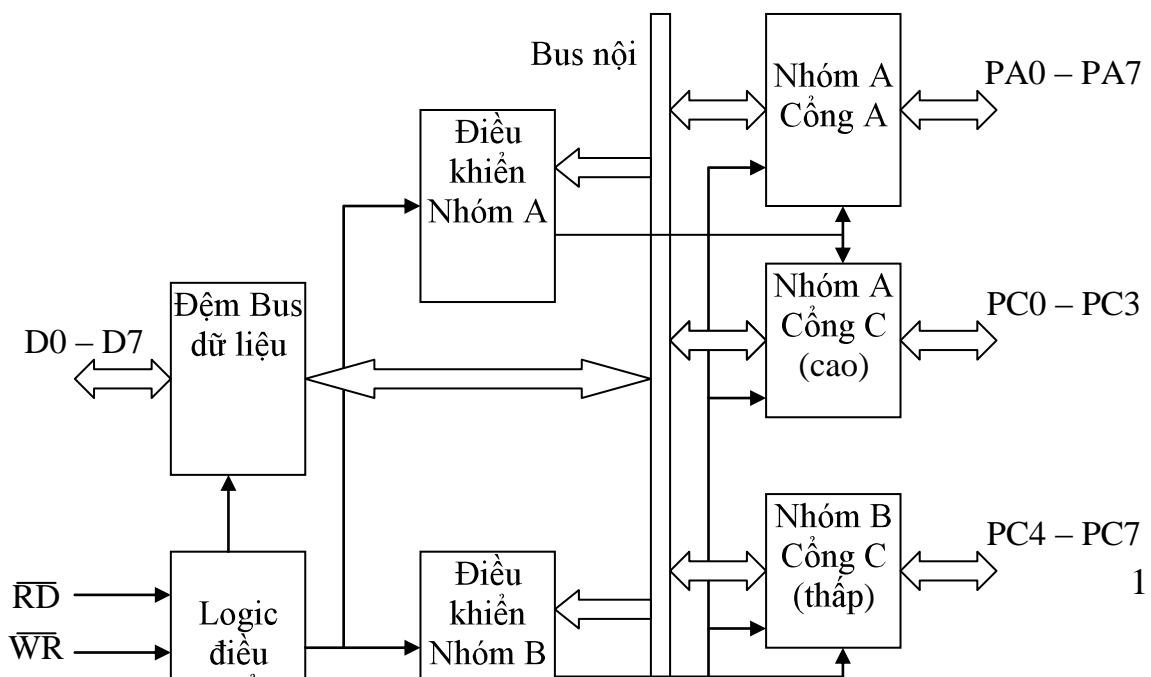 Bus nội
Nhóm A
Cổng A
PA0 – PA7
Điều
khiển
Nhóm A
Nhóm A
Cổng C
(cao)
PC0 – PC3
Đệm Bus
dữ liệu
D0 – D7
Nhóm B
Cổng C
(thấp)
PC4 – PC7
1
Điều
khiển
Nhóm B
RD
WR
Logic
điều